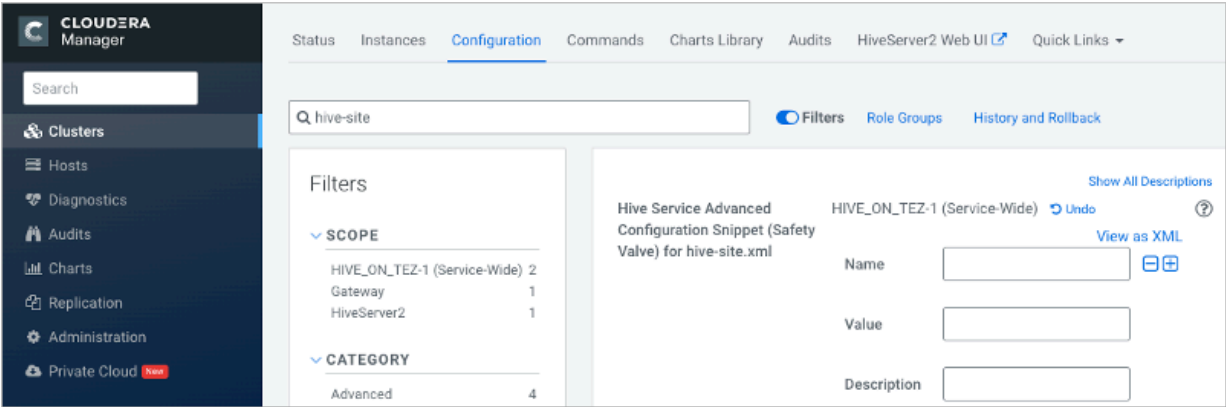 CLOUDERA
Manager
Search
Clusters
Hosts
Diagnostics
Audits
Charts
Replication
Administration
Private Cloud New
Status Instances Configuration Commands Charts Library Audits HiveServer2 Web UI Quick Links
hive-site
Filters Role Groups History and Rollback
Filters
SCOPE
HIVE_ON_TEZ-1 (Service-Wide) 2
Gateway 1
HiveServer2 1
CATEGORY
Advanced 4
Show All Descriptions
Hive Service Advanced
Configuration Snippet (Safety
Valve) for hive-site.xml
HIVE_ON_TEZ-1 (Service-Wide) Undo ?
View as XML
Name
Value
Description